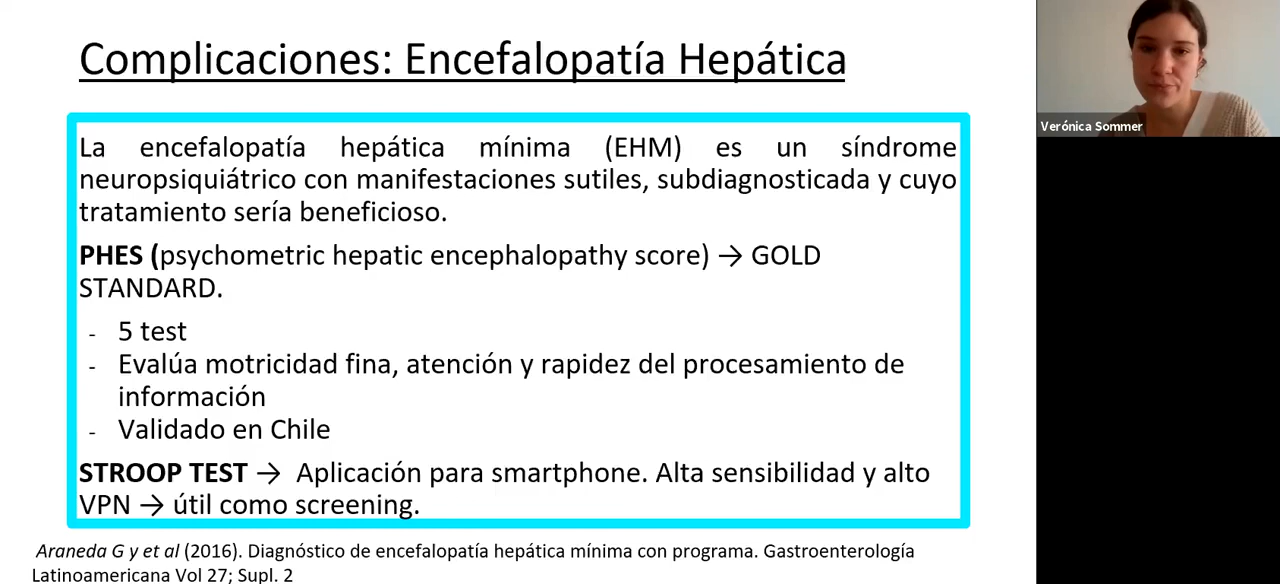 Complicaciones: Encefalopatía Hepática
La encefalopatía hepática mínima (EHM) es un síndrome
neuropsiquiátrico con manifestaciones sutiles, subdiagnosticada y cuyo
tratamiento sería beneficioso.
PHES (psychometric hepatic encephalopathy score) → GOLD
STANDARD.
- 5 test
- Evalúa motricidad fina, atención y rapidez del procesamiento de
información
- Validado en Chile
STROOP TEST → Aplicación para smartphone. Alta sensibilidad y alto
VPN → útil como screening.
Araneda G y et al (2016). Diagnóstico de encefalopatía hepática mínima con programa. Gastroenterología
Latinoamericana Vol 27; Supl. 2
Verónica Sommer